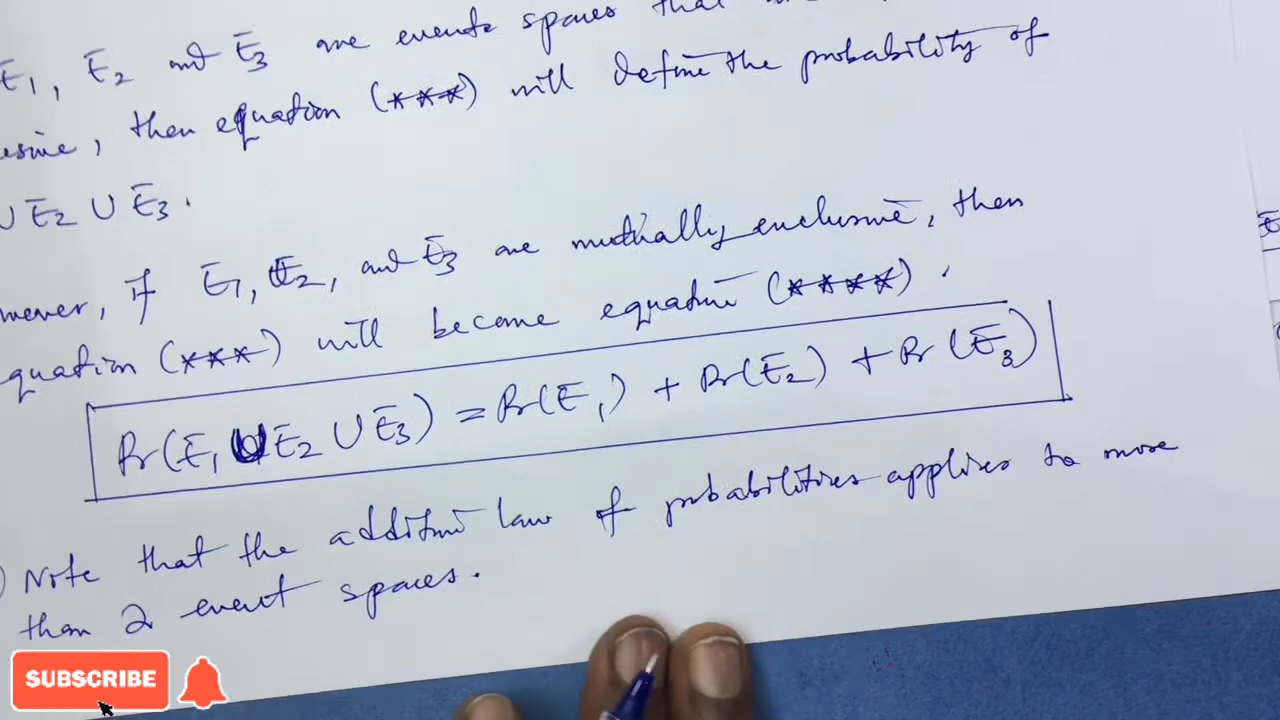 E1, E2 and E3 are events spaces that
, then equation (***) will define the probability of
∪ E2 ∪ E3.
if E1, E2, and E3 are mutually exclusive, then
equation (***) will become equation (****).
Pr(E1 ∪ E2 ∪ E3) = Pr(E1) + Pr(E2) + Pr(E3)
) Note that the additive law of probabilities applies to more
than 2 event spaces.
SUBSCRIBE